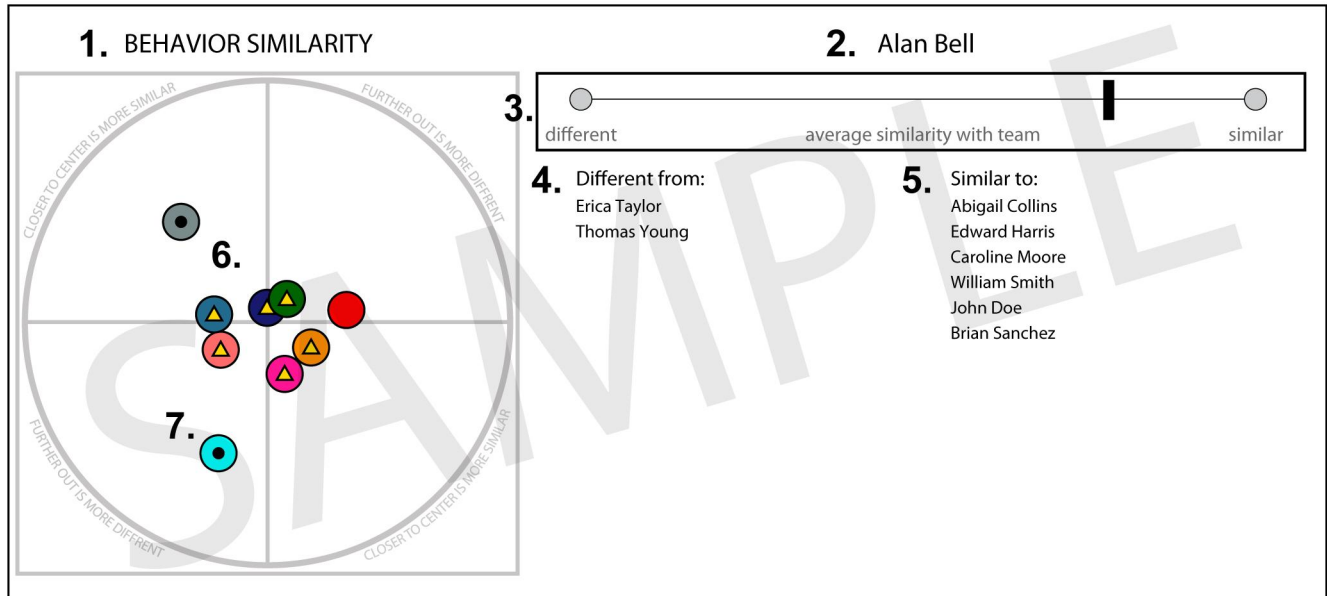 1. BEHAVIOR SIMILARITY
2. Alan Bell
CLOSER TO CENTER IS MORE SIMILAR
FURTHER OUT IS MORE DIFFRENT
3.
different
average similarity with team
similar
4. Different from:
Erica Taylor
Thomas Young
5. Similar to:
Abigail Collins
Edward Harris
Caroline Moore
William Smith
John Doe
Brian Sanchez
6.
7.
FURTHER OUT IS MORE DIFFERENT
CLOSER TO CENTER IS MORE SIMILAR
SAMPLE